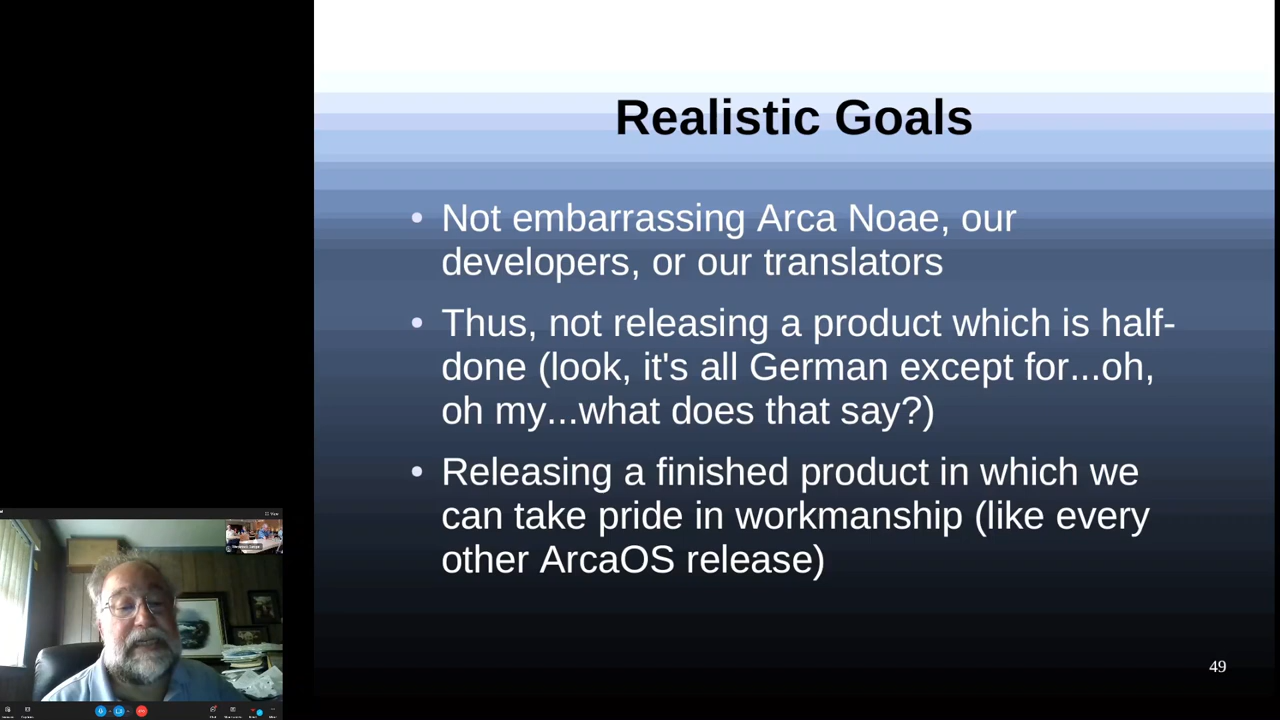 Realistic Goals
• Not embarrassing Arca Noae, our
developers, or our translators
• Thus, not releasing a product which is half-
done (look, it's all German except for...oh,
oh my...what does that say?)
• Releasing a finished product in which we
can take pride in workmanship (like every
other ArcaOS release)
49
View